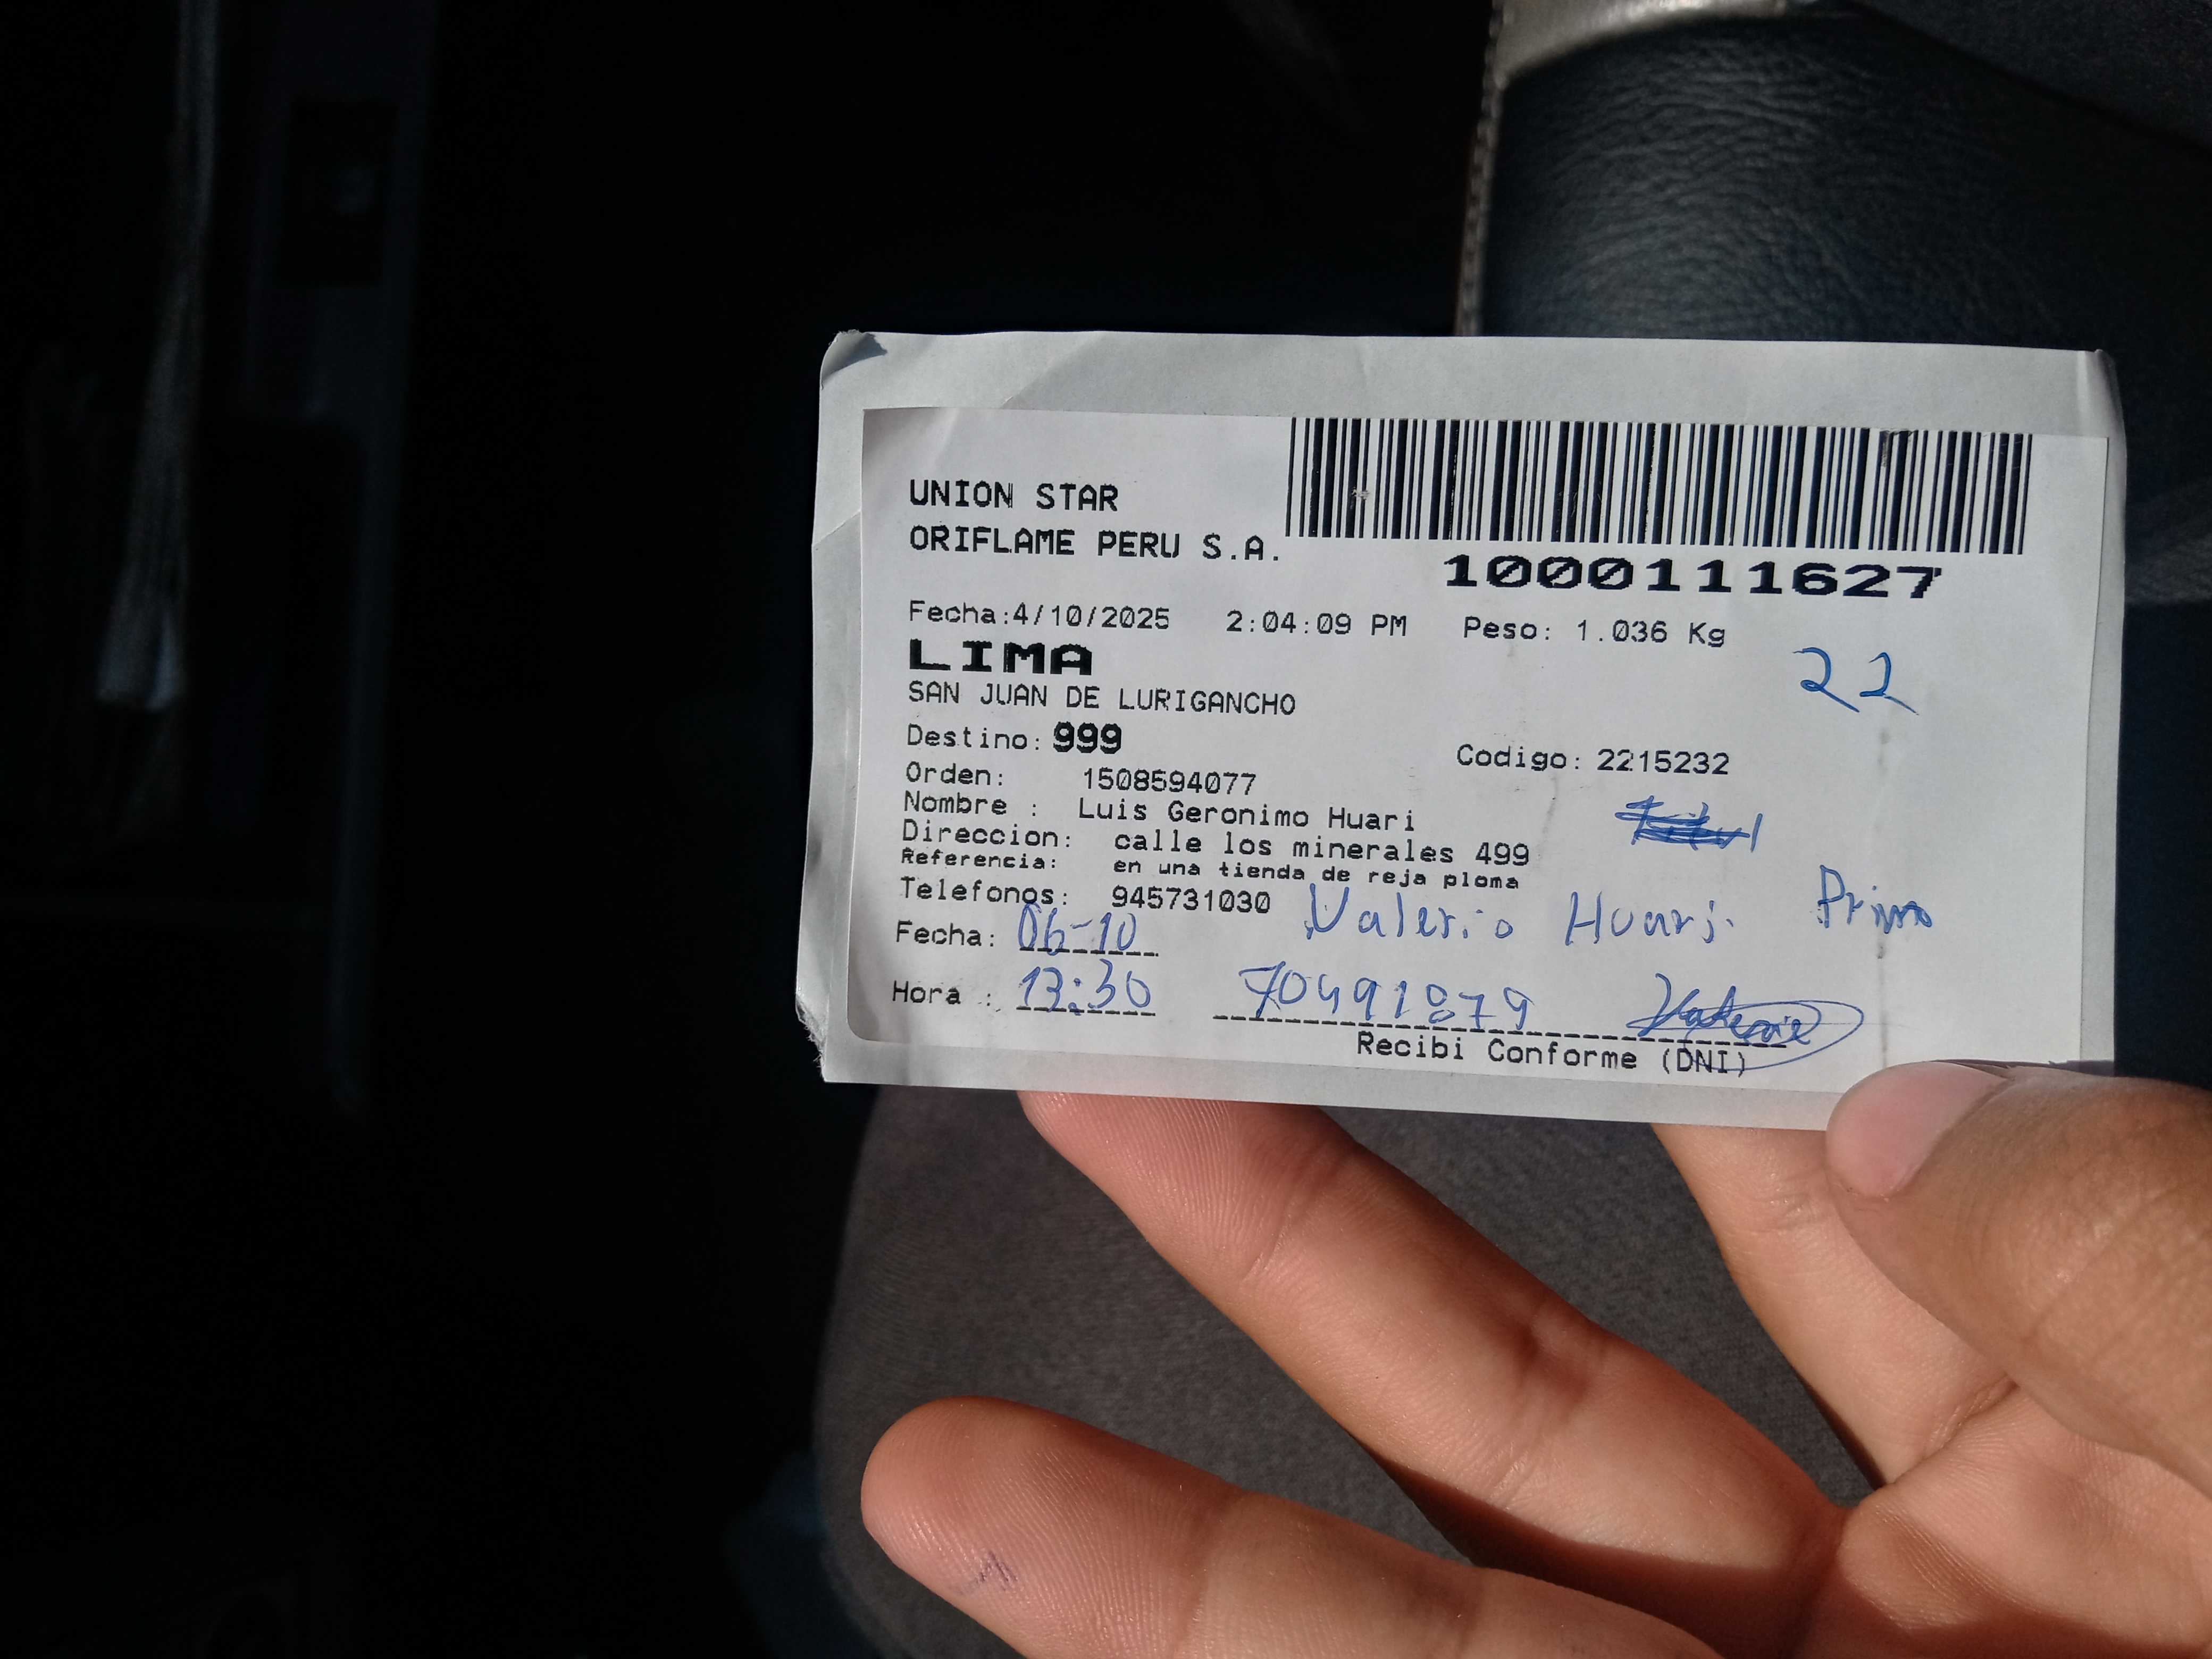 UNION STAR
ORIFLAME PERU S.A.
1000111627
Fecha:4/10/2025 2:04:09 PM Peso: 1.036 Kg
LIMA
22
SAN JUAN DE LURIGANCHO
Destino: 999 Codigo: 2215232
Orden: 1508594077
Nombre : Luis Geronimo Huari
Direccion: calle los minerales 499
Referencia: en una tienda de reja ploma
Telefonos: 945731030
Valerio Huari. Primo
Fecha: 06-10
Hora : 13:30 70491879
Recibi Conforme (DNI)